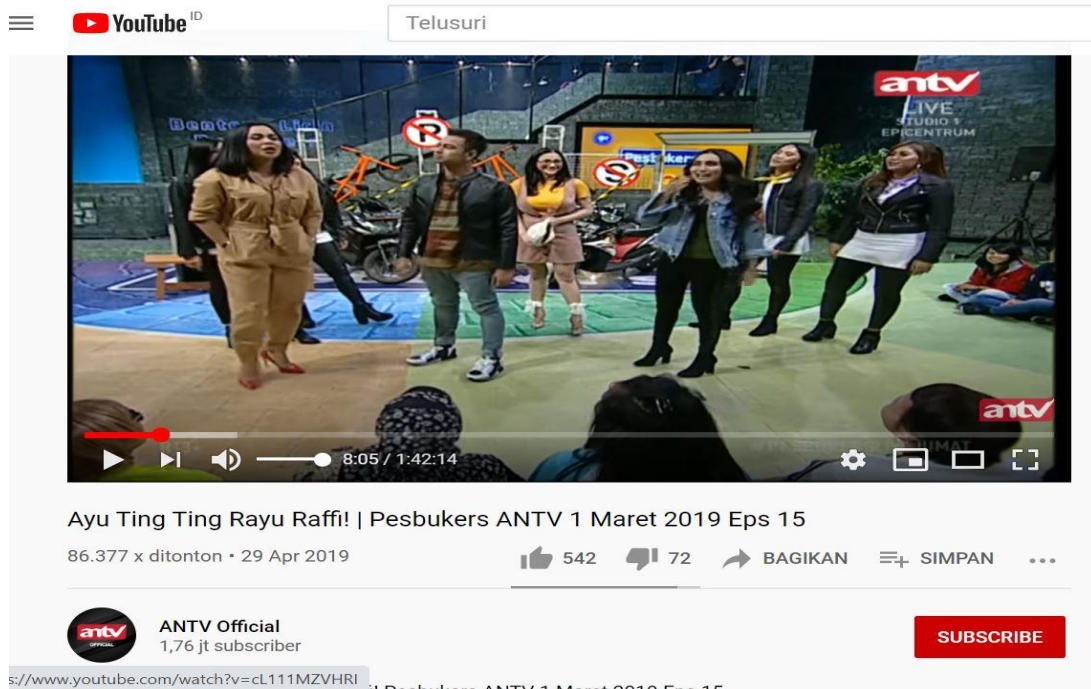 YouTube ID
Telusuri
antv
LIVE
STUDIO 1
EPICENTRUM
Pesbukers
antv
8:05 / 1:42:14
Ayu Ting Ting Rayu Raffi! | Pesbukers ANTV 1 Maret 2019 Eps 15
86.377 x ditonton • 29 Apr 2019
542
72
BAGIKAN
SIMPAN
antv
OFFICIAL
ANTV Official
1,76 jt subscriber
SUBSCRIBE
s://www.youtube.com/watch?v=cL111MZVHRI
Pesbukers ANTV 1 Maret 2019 Eps 15